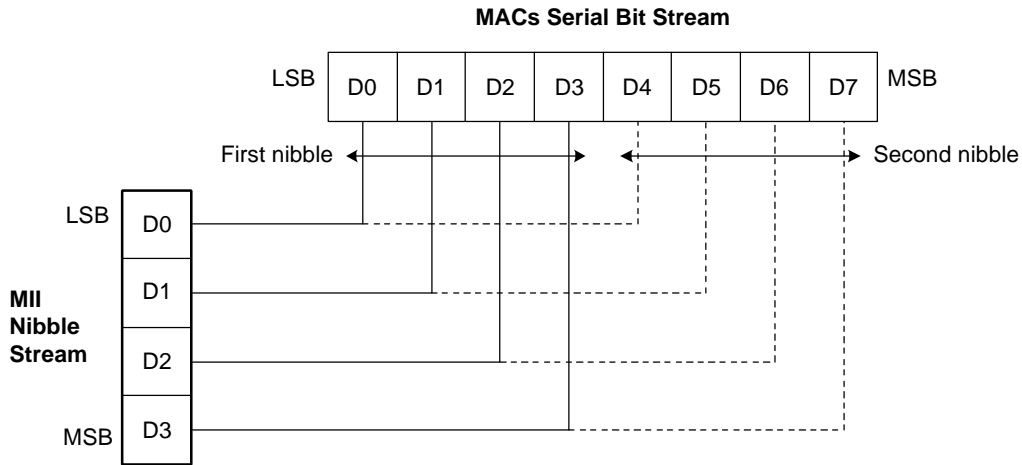 MACs Serial Bit Stream
LSB D0 D1 D2 D3 D4 D5 D6 D7 MSB
First nibble Second nibble
LSB D0
D1
MII
Nibble
Stream
D2
MSB D3